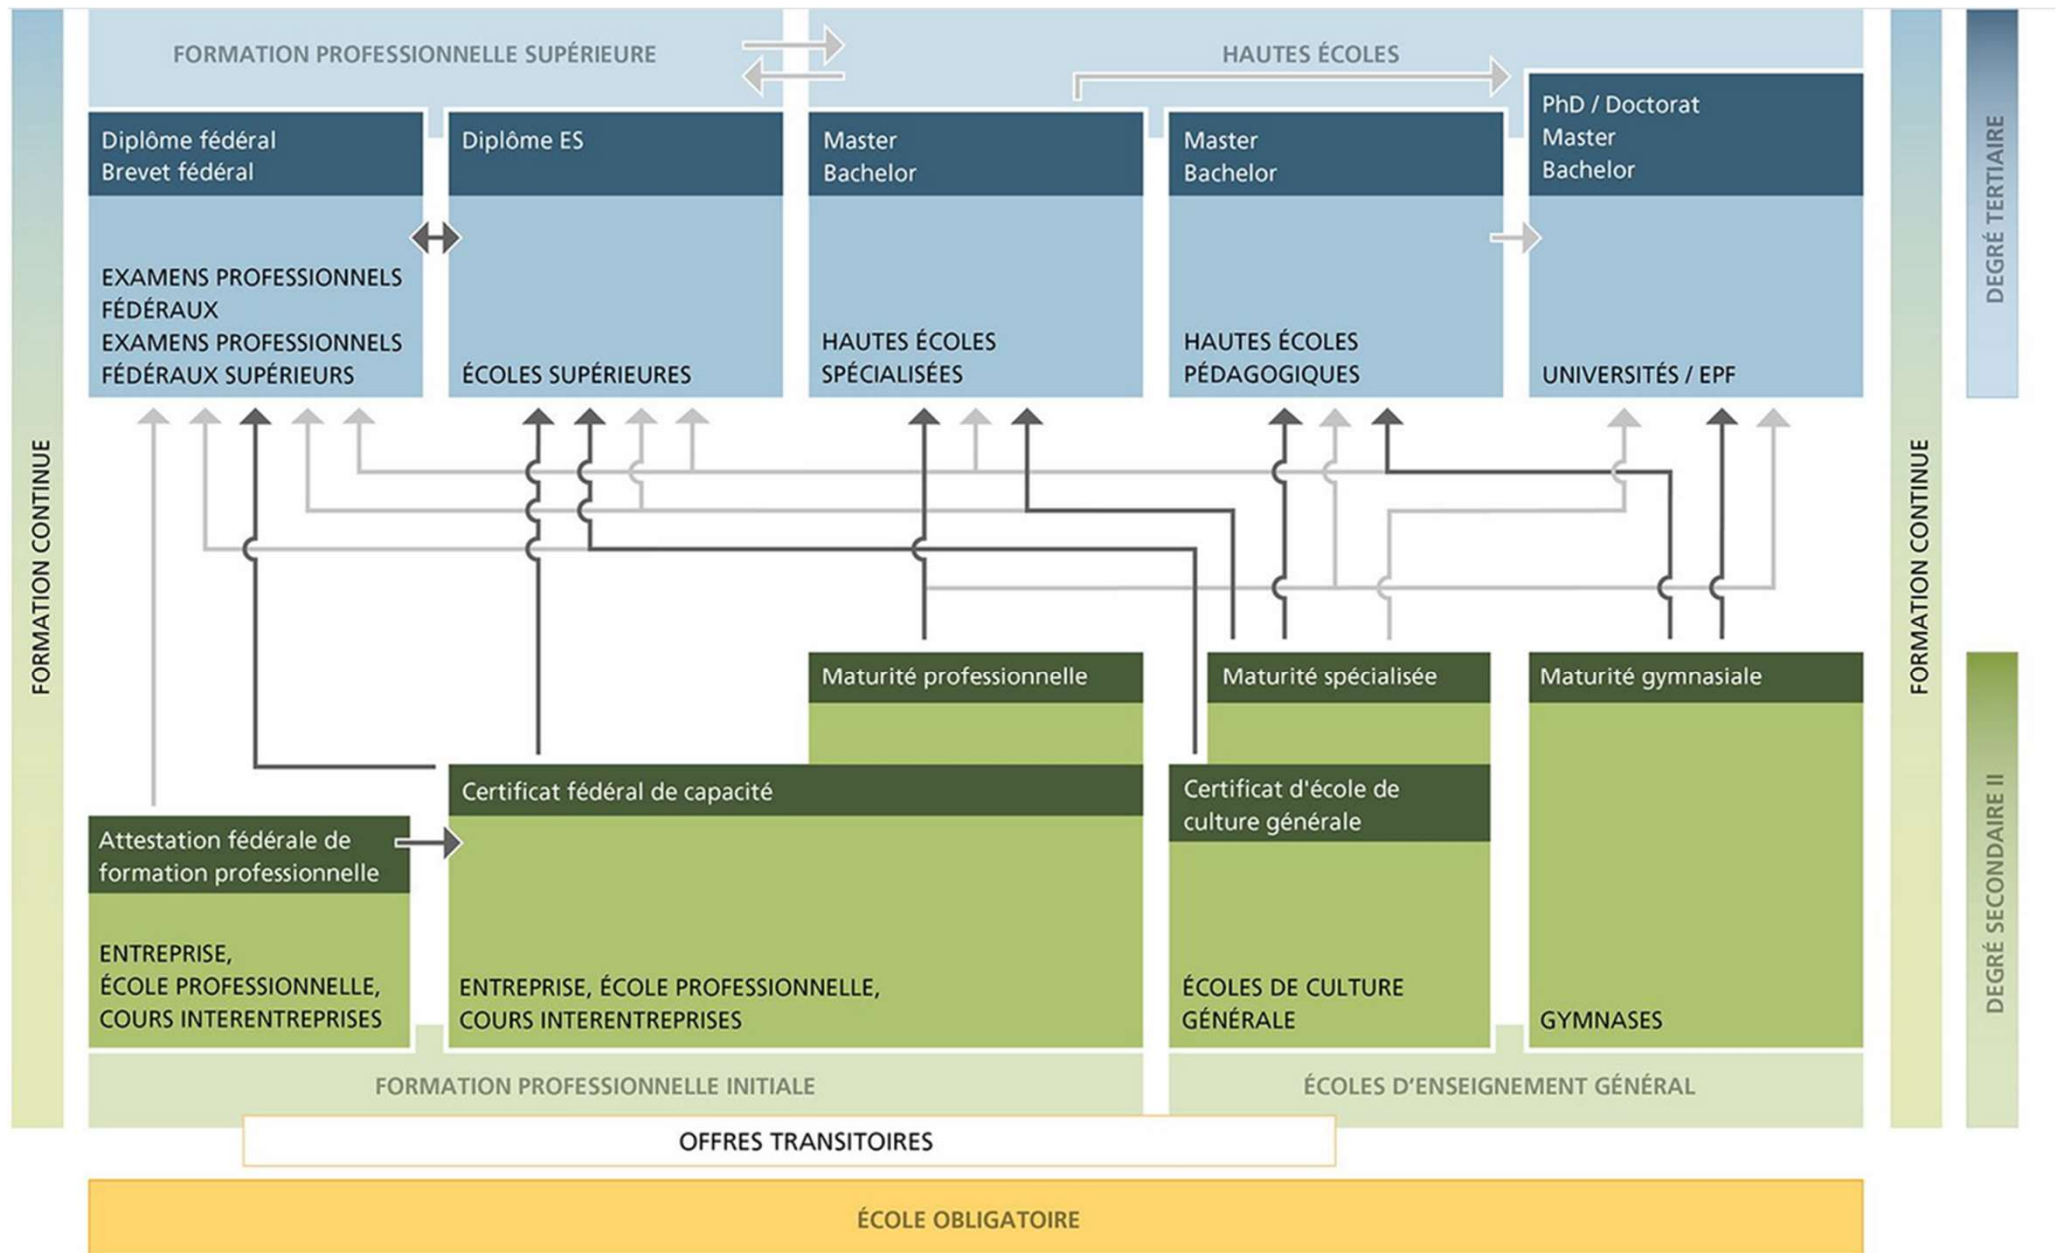 FORMATION CONTINUE
FORMATION PROFESSIONNELLE SUPÉRIEURE
HAUTES ÉCOLES
Diplôme fédéral
Brevet fédéral
EXAMENS PROFESSIONNELS
FÉDÉRAUX
EXAMENS PROFESSIONNELS
FÉDÉRAUX SUPÉRIEURS
Diplôme ES
ÉCOLES SUPÉRIEURES
Master
Bachelor
HAUTES ÉCOLES
SPÉCIALISÉES
Master
Bachelor
HAUTES ÉCOLES
PÉDAGOGIQUES
PhD / Doctorat
Master
Bachelor
UNIVERSITÉS / EPF
FORMATION CONTINUE
DEGRÉ TERTIAIRE
Maturité professionnelle
Maturité spécialisée
Maturité gymnasiale
Attestation fédérale de
formation professionnelle
ENTREPRISE,
ÉCOLE PROFESSIONNELLE,
COURS INTERENTREPRISES
Certificat fédéral de capacité
ENTREPRISE, ÉCOLE PROFESSIONNELLE,
COURS INTERENTREPRISES
Certificat d'école de
culture générale
ÉCOLES DE CULTURE
GÉNÉRALE
GYMNASES
DEGRÉ SECONDAIRE II
FORMATION PROFESSIONNELLE INITIALE
ÉCOLES D’ENSEIGNEMENT GÉNÉRAL
OFFRES TRANSITOIRES
ÉCOLE OBLIGATOIRE